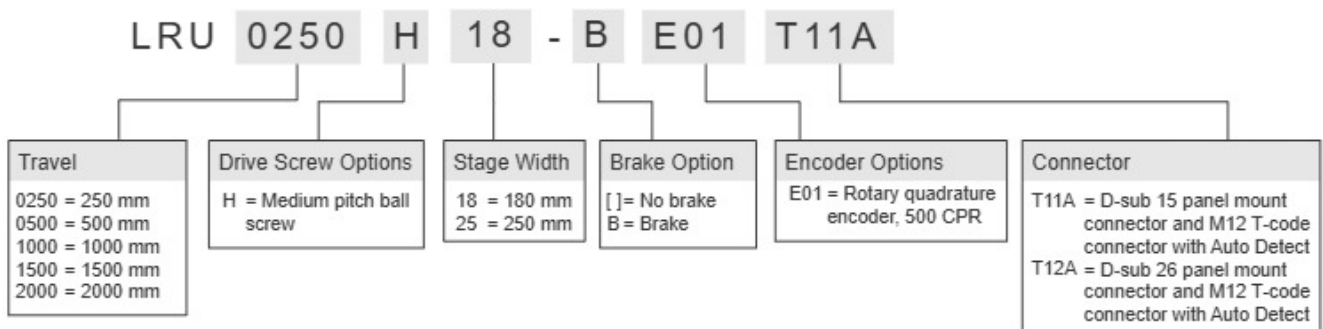 LRU 0250 H 18 - B E01 T11A
Travel
0250 = 250 mm
0500 = 500 mm
1000 = 1000 mm
1500 = 1500 mm
2000 = 2000 mm
Drive Screw Options
H = Medium pitch ball
screw
Stage Width
18 = 180 mm
25 = 250 mm
Brake Option
[ ]= No brake
B = Brake
Encoder Options
E01 = Rotary quadrature
encoder, 500 CPR
Connector
T11A = D-sub 15 panel mount
connector and M12 T-code
connector with Auto Detect
T12A = D-sub 26 panel mount
connector and M12 T-code
connector with Auto Detect